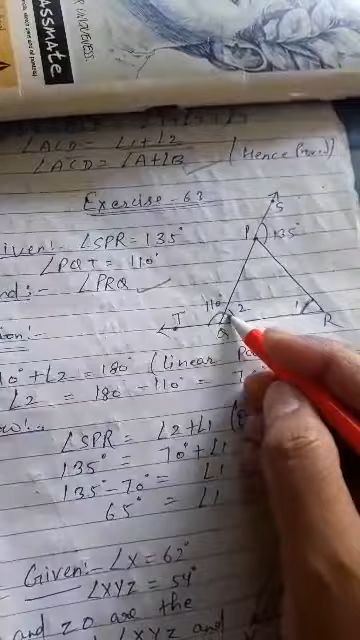 CLASSMATE
UNIQUENESS.
∠ACD = ∠1+∠2
∠ACD = ∠A+∠B (Hence Proved)
Exercise-6.3
Given:- ∠SPR = 135°
∠PQT = 110°
∠PRQ
S
P 135°
110° 2 1
T Q R
110°+∠2 = 180° (Linear
∠2 = 180 - 110° =
∠SPR = ∠2+∠1
135° = 70°+∠1
135°-70° = ∠1
65° = ∠1
Given:- ∠X = 62°
∠XYZ = 54°
and ZO are the
∠XYZ and